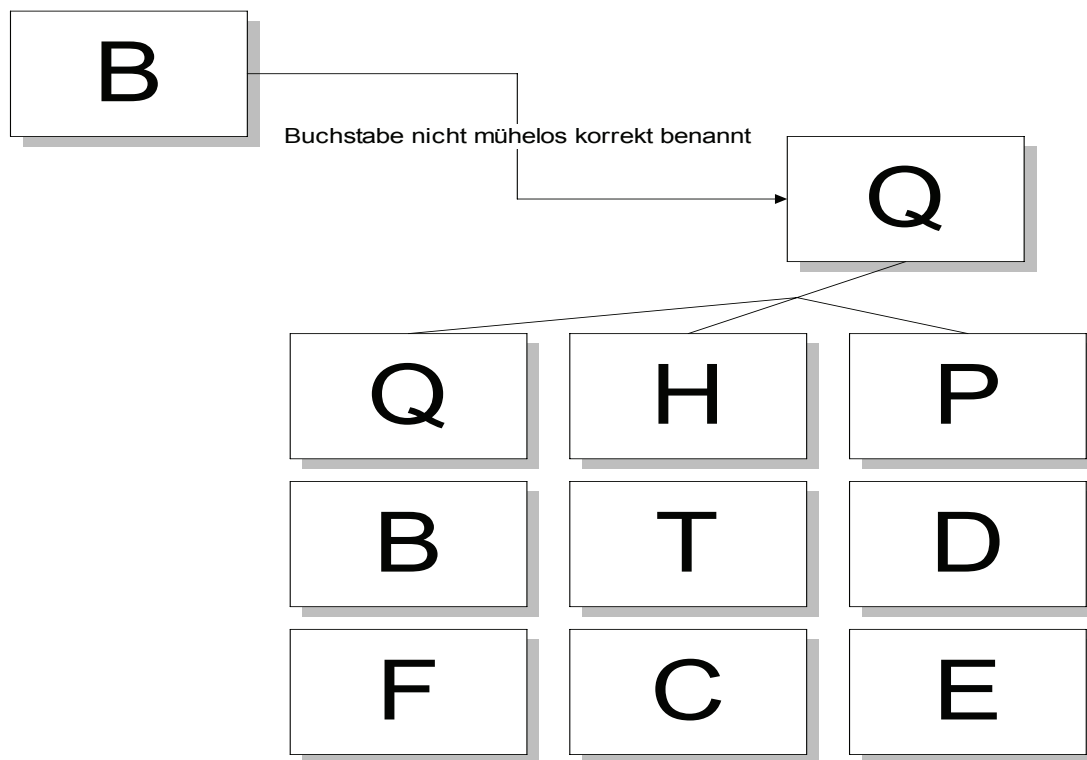 B
Buchstabe nicht mühelos korrekt benannt
Q
Q H P
B T D
F C E